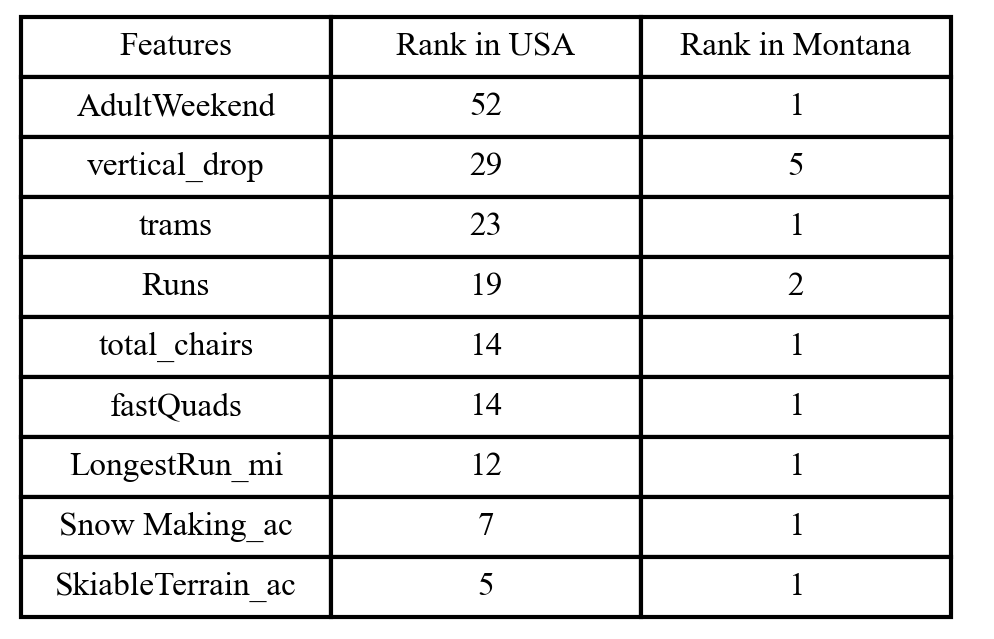 Features Rank in USA Rank in Montana
AdultWeekend 52 1
vertical_drop 29 5
trams 23 1
Runs 19 2
total_chairs 14 1
fastQuads 14 1
LongestRun_mi 12 1
Snow Making_ac 7 1
SkiableTerrain_ac 5 1